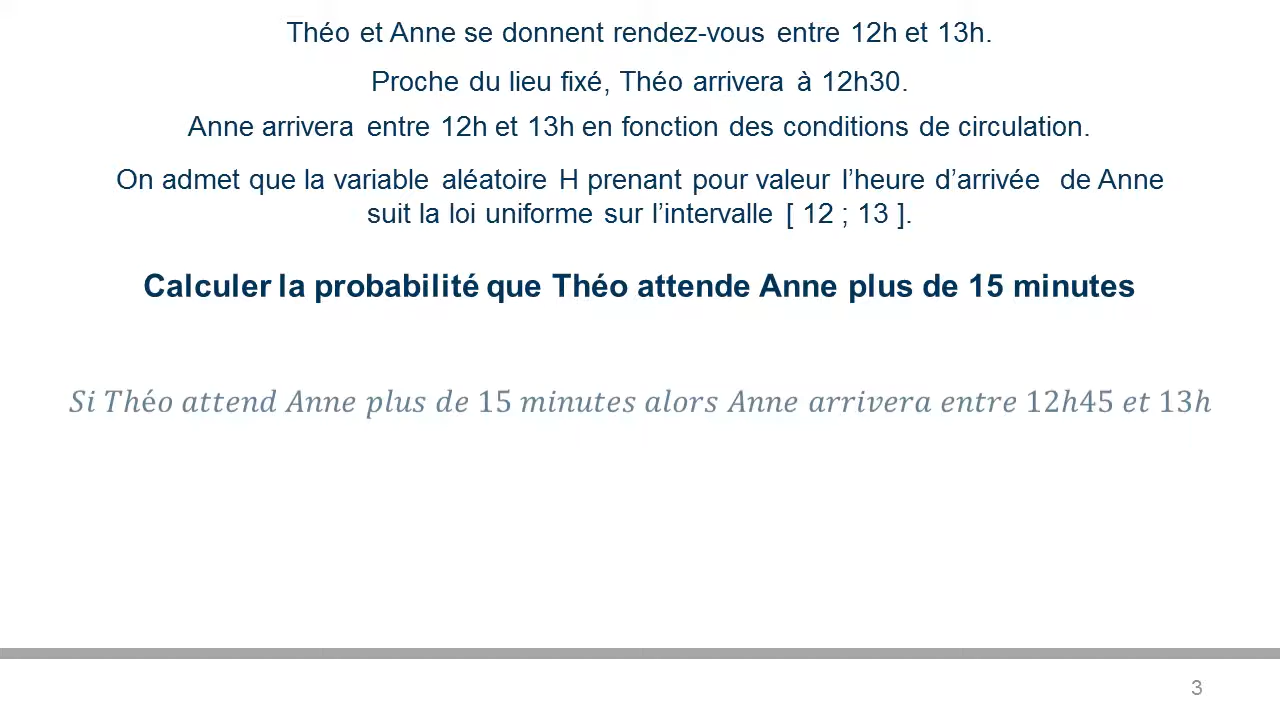 Théo et Anne se donnent rendez-vous entre 12h et 13h.
Proche du lieu fixé, Théo arrivera à 12h30.
Anne arrivera entre 12h et 13h en fonction des conditions de circulation.
On admet que la variable aléatoire H prenant pour valeur l’heure d’arrivée de Anne
suit la loi uniforme sur l’intervalle [ 12 ; 13 ].
Calculer la probabilité que Théo attende Anne plus de 15 minutes
Si Théo attend Anne plus de 15 minutes alors Anne arrivera entre 12h45 et 13h
3